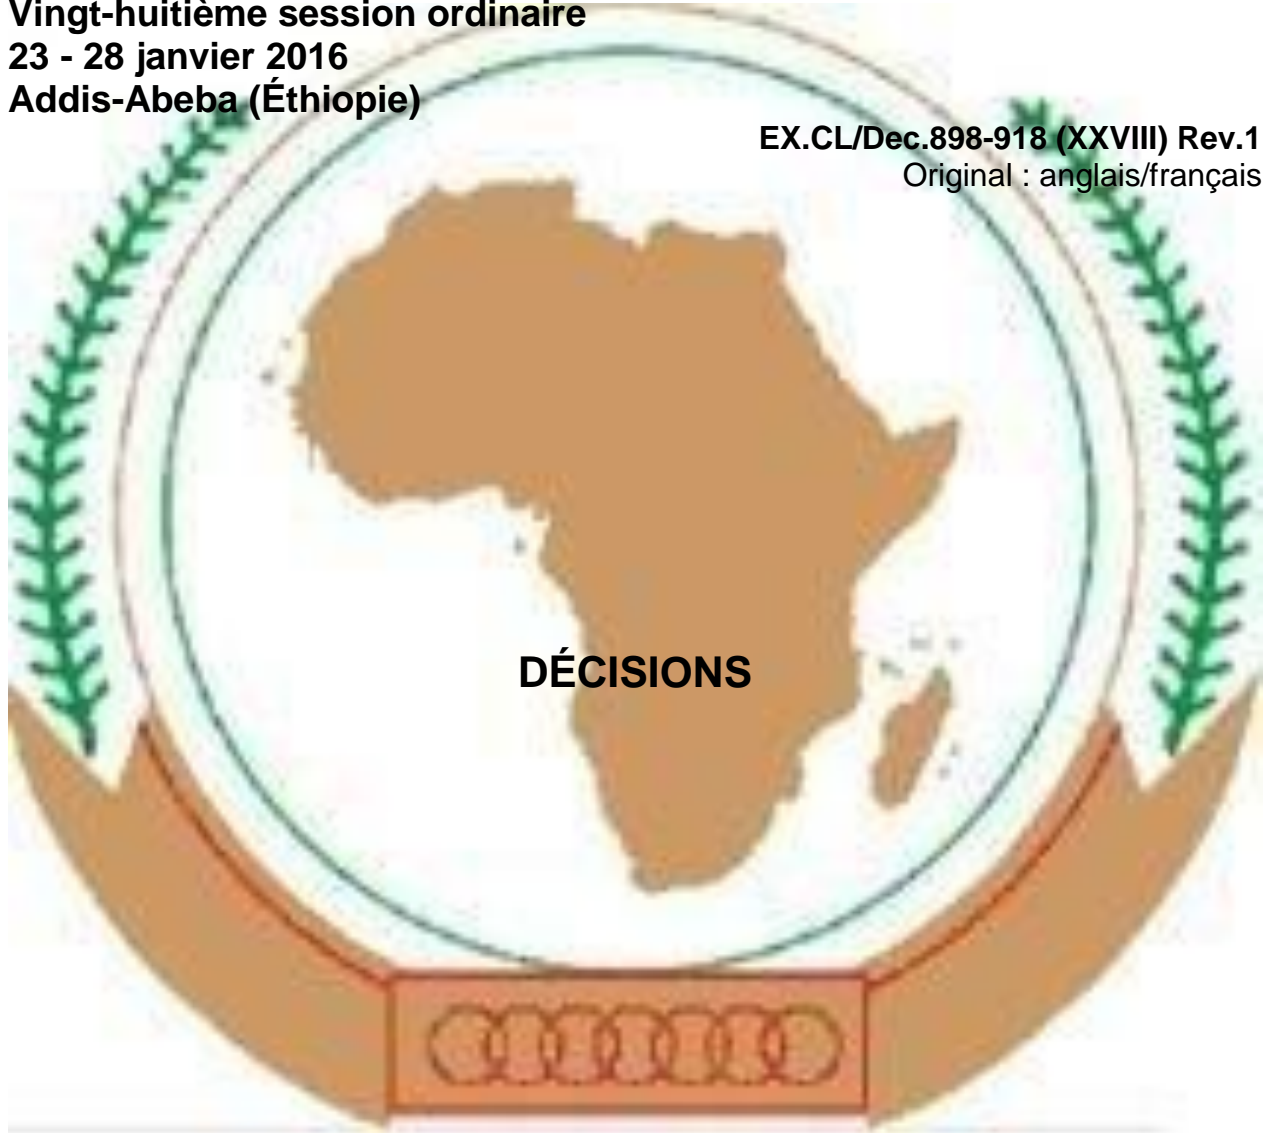 Vingt-huitième session ordinaire
23 - 28 janvier 2016
Addis-Abeba (Éthiopie)
EX.CL/Dec.898-918 (XXVIII) Rev.1
Original : anglais/français
DÉCISIONS